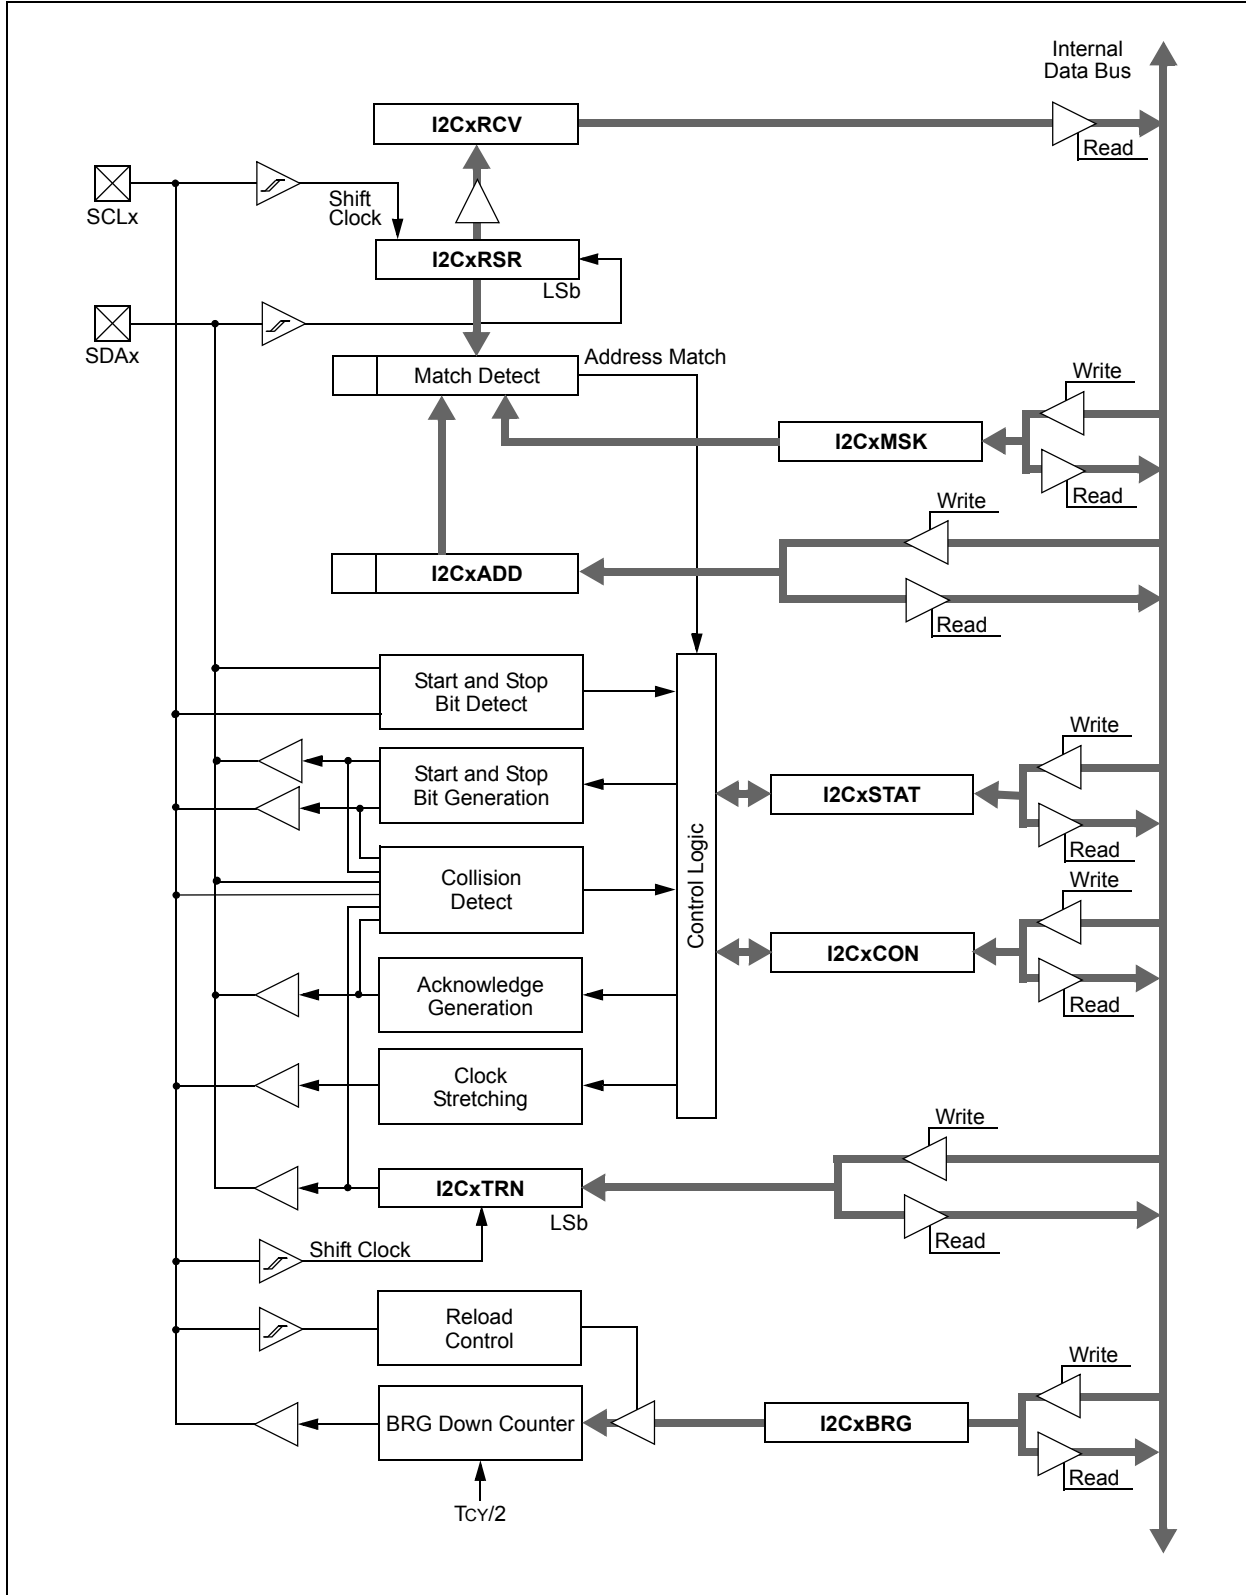 Internal
Data Bus
I2CxRCV
Read
SCLx
Shift
Clock
I2CxRSR
LSb
SDAx
Address Match
Match Detect
Write
I2CxMSK
Read
Write
I2CxADD
Read
Start and Stop
Bit Detect
Write
Start and Stop
Bit Generation
I2CxSTAT
Read
Control Logic
Collision
Detect
Write
I2CxCON
Read
Acknowledge
Generation
Clock
Stretching
Write
I2CxTRN
LSb
Read
Shift Clock
Reload
Control
Write
BRG Down Counter
I2CxBRG
Read
TCY/2